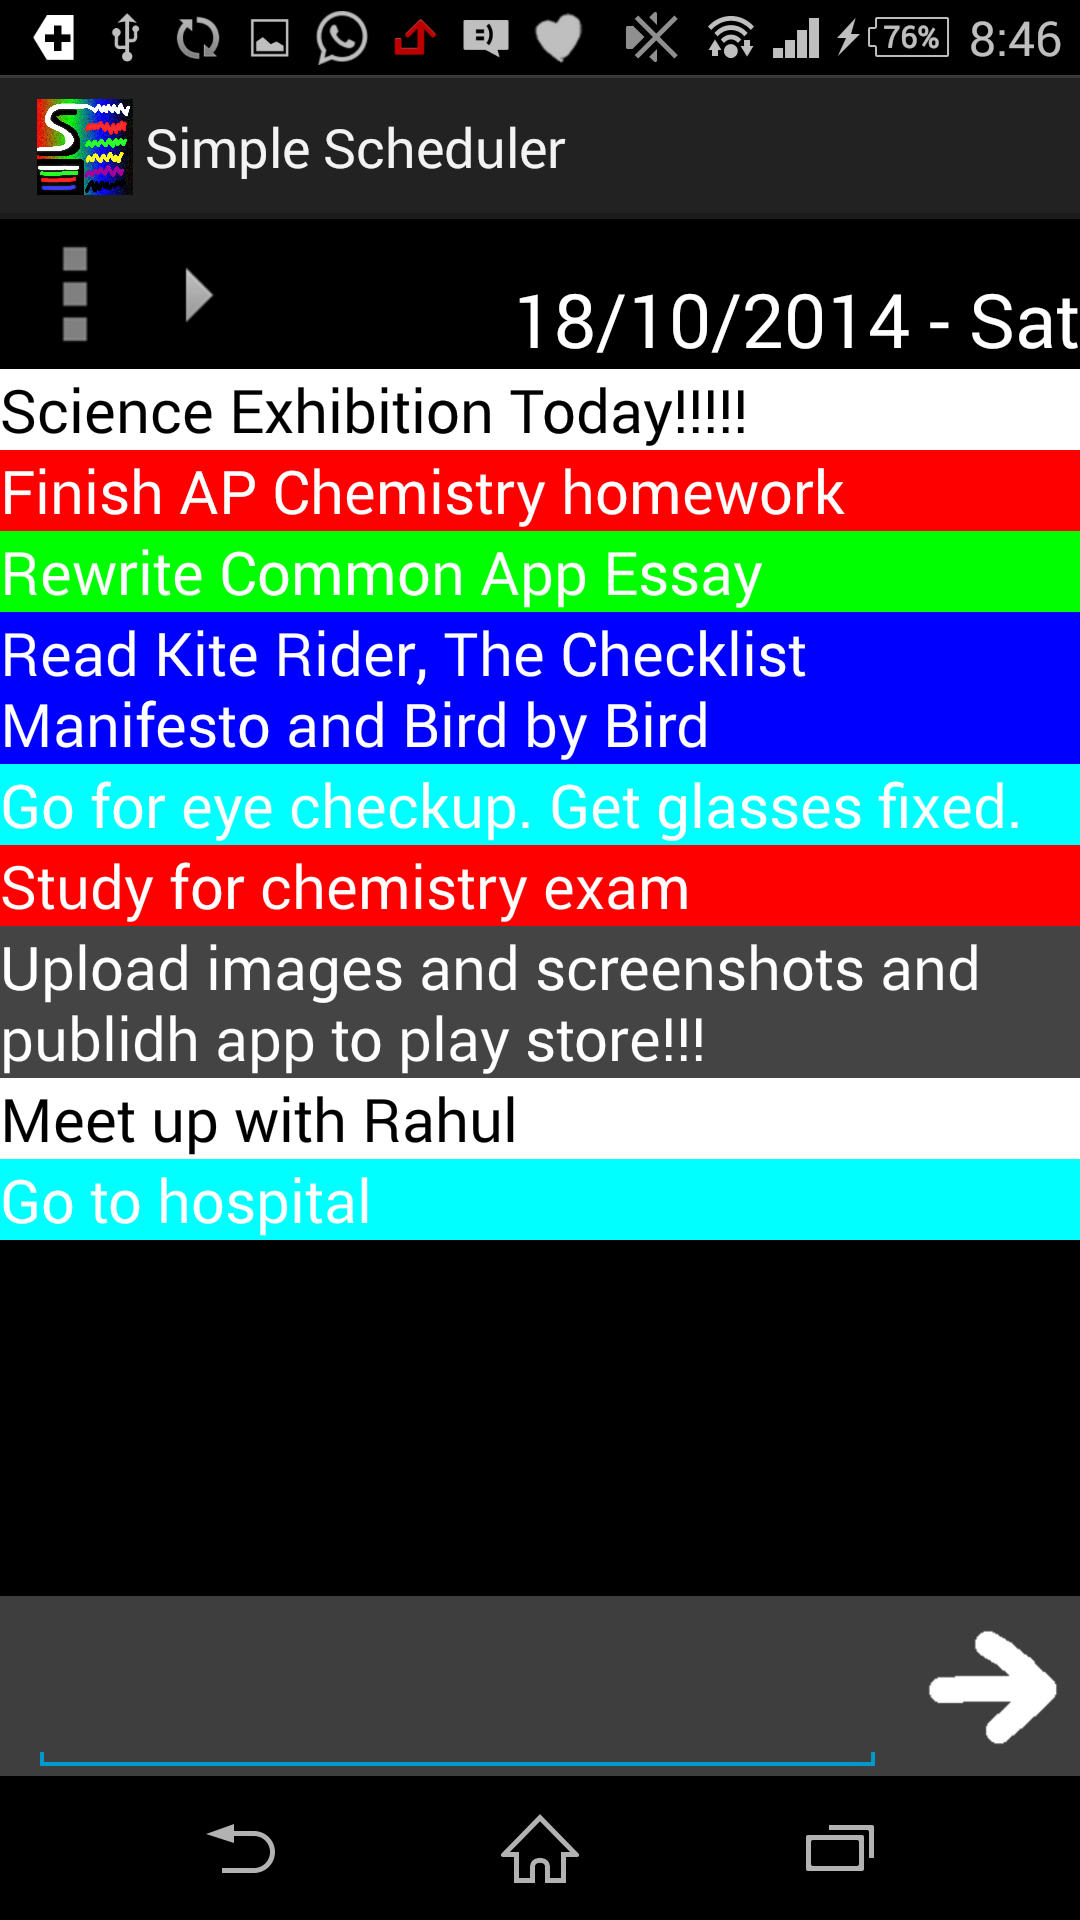 76% 8:46
Simple Scheduler
18/10/2014 - Sat
Science Exhibition Today!!!!!
Finish AP Chemistry homework
Rewrite Common App Essay
Read Kite Rider, The Checklist
Manifesto and Bird by Bird
Go for eye checkup. Get glasses fixed.
Study for chemistry exam
Upload images and screenshots and
publidh app to play store!!!
Meet up with Rahul
Go to hospital